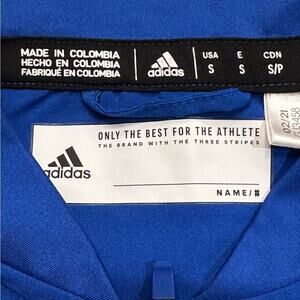 MADE IN COLOMBIA
HECHO EN COLOMBIA
FABRIQUÉ EN COLOMBIA
adidas
USA E CDN
S S S/P
ONLY THE BEST FOR THE ATHLETE
THE BRAND WITH THE THREE STRIPES
adidas
NAME/#
02/21